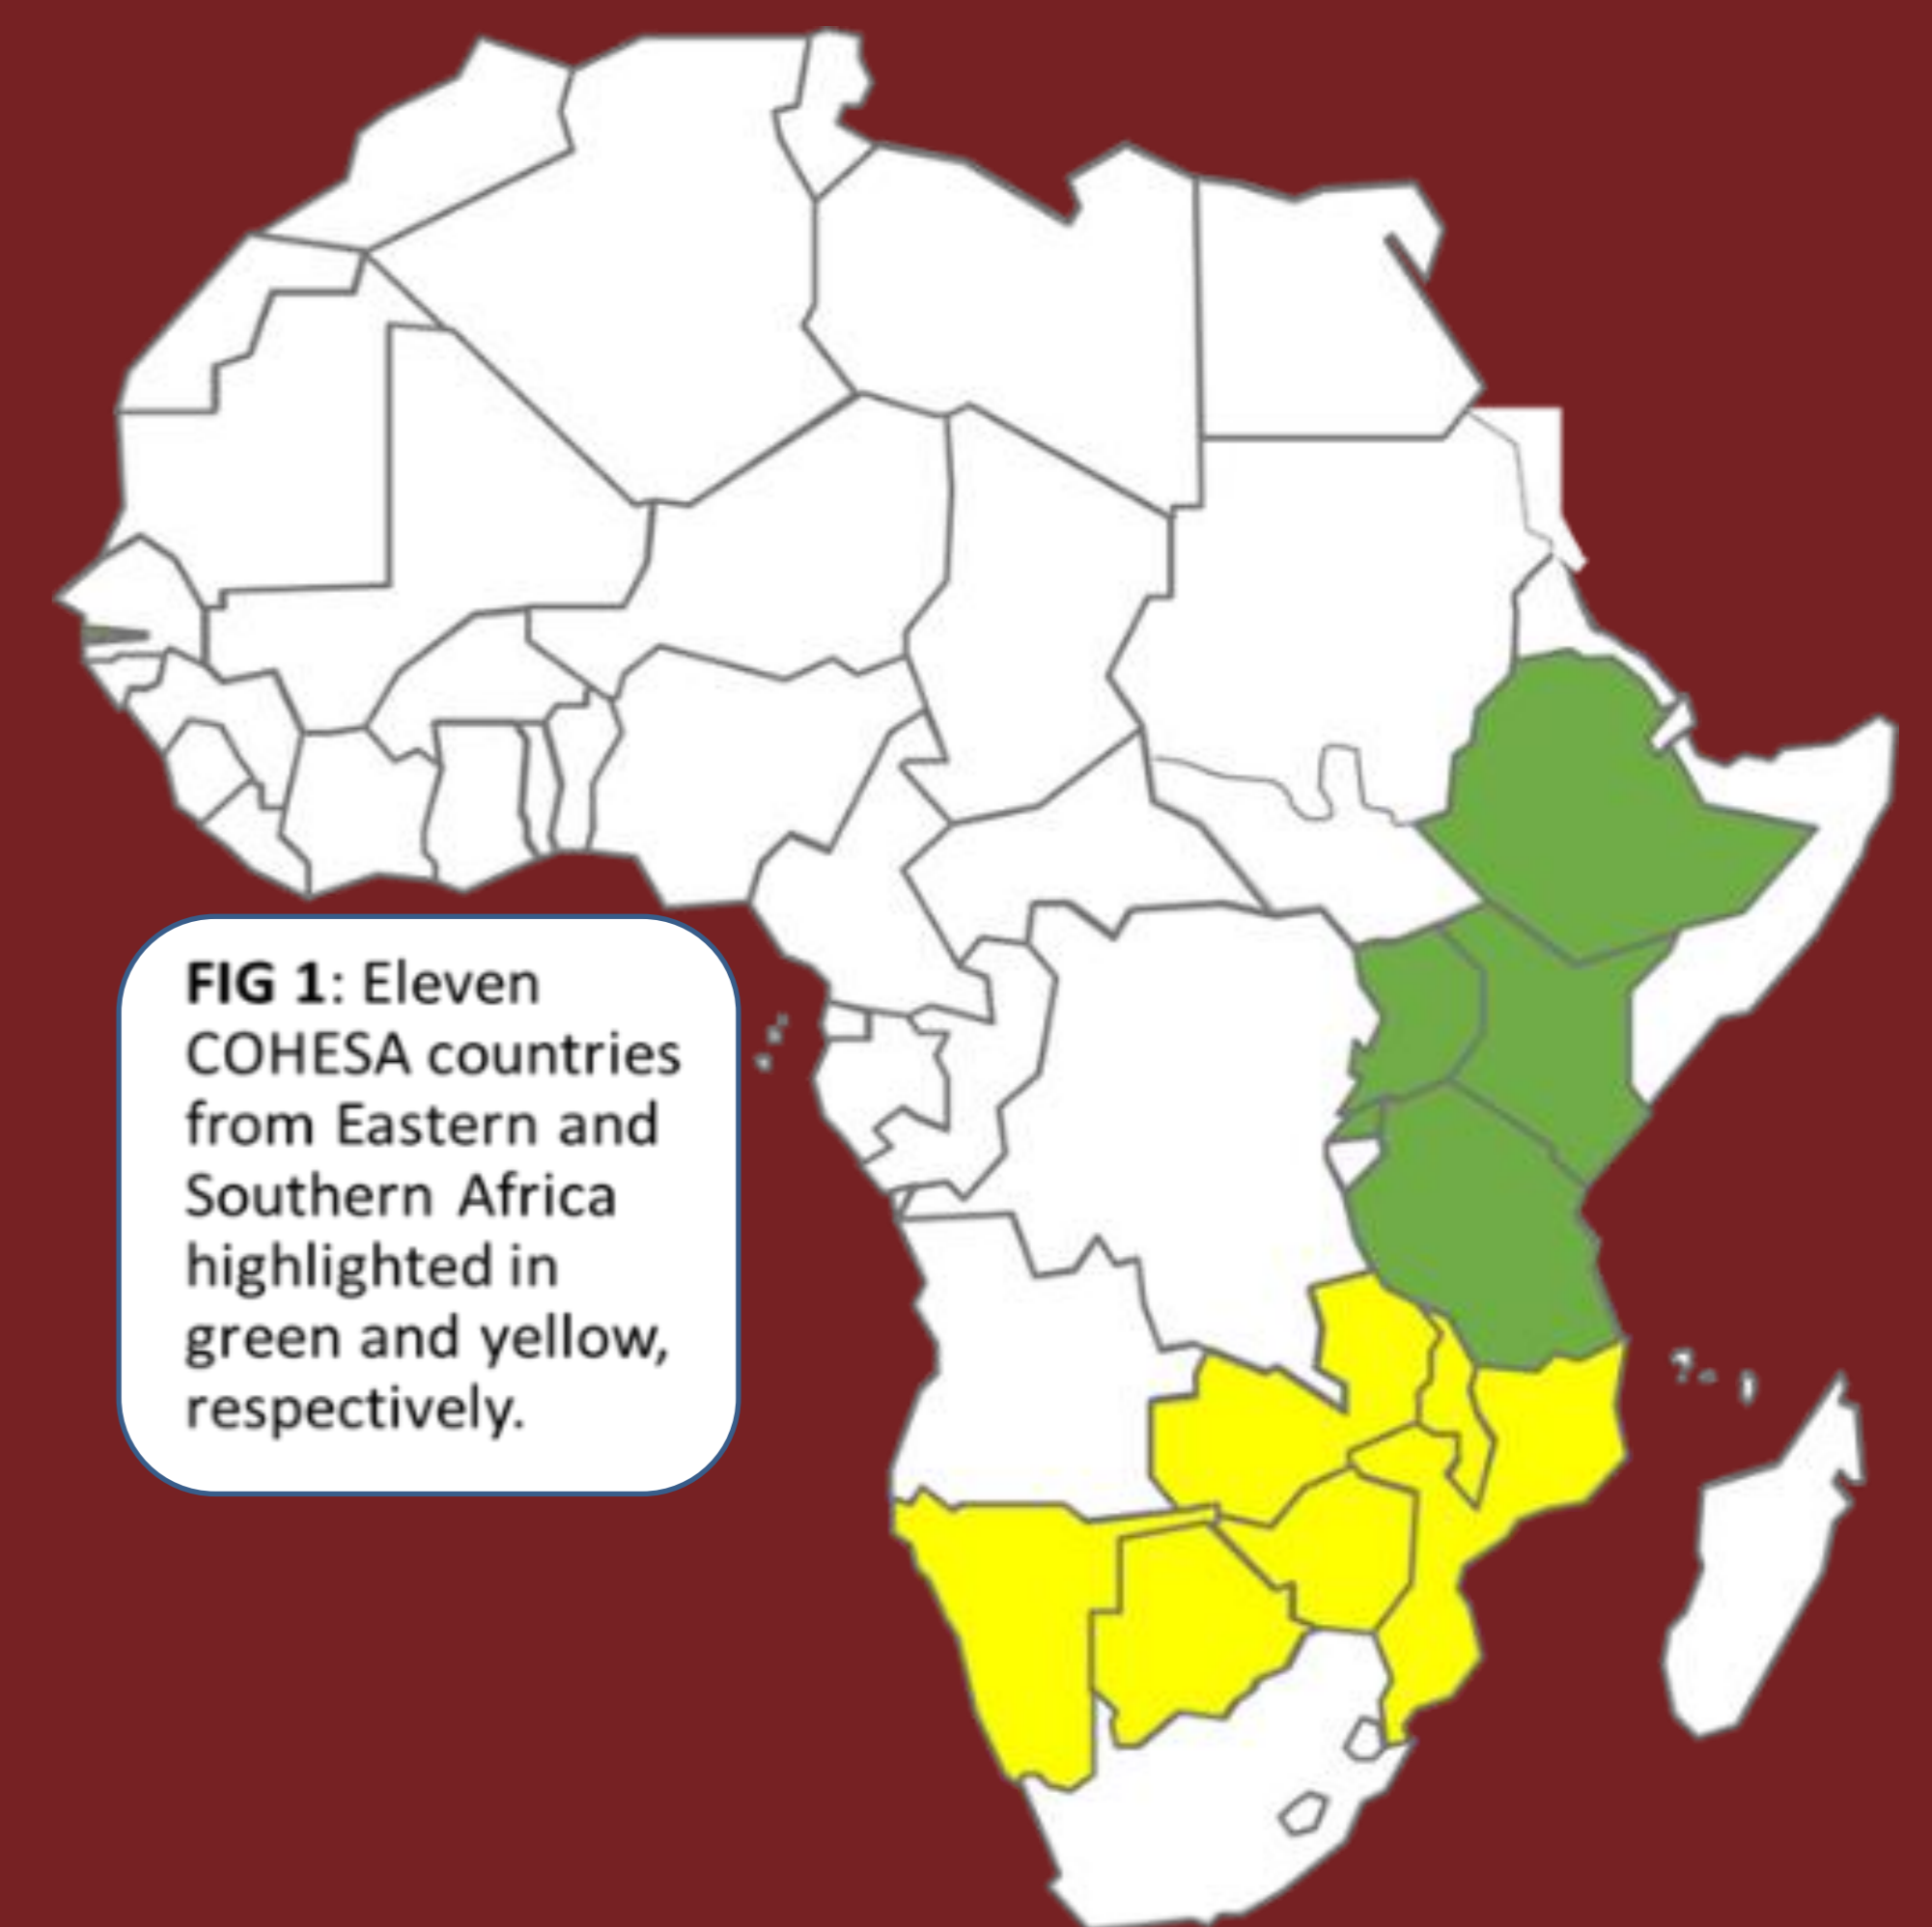 FIG 1: Eleven
COHESA countries
from Eastern and
Southern Africa
highlighted in
green and yellow,
respectively.